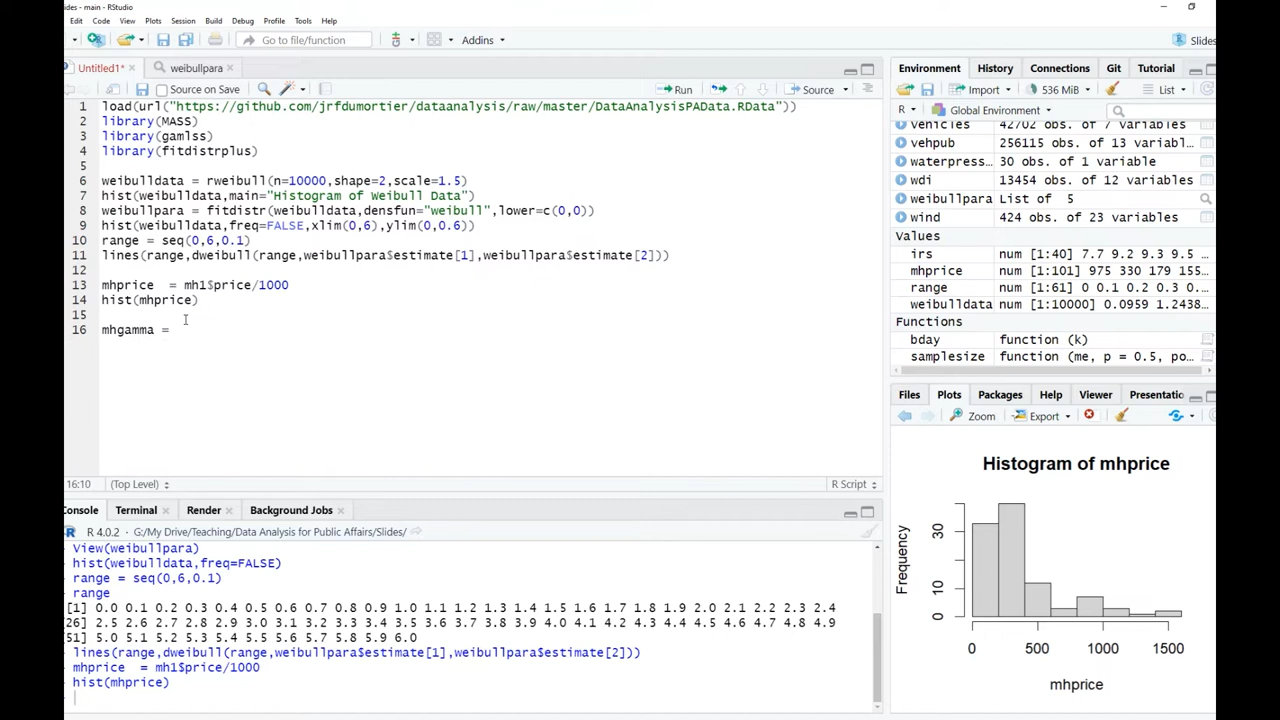 slides - main - RStudio
Edit Code View Plots Session Build Debug Profile Tools Help
Go to file/function Addins Slides
Untitled1* × weibullpara ×
Source on Save Run Source
1 load(url("https://github.com/jrfdumortier/dataanalysis/raw/master/DataAnalysisPAData.RData"))
2 library(MASS)
3 library(gamlss)
4 library(fitdistrplus)
5
6 weibulldata = rweibull(n=10000,shape=2,scale=1.5)
7 hist(weibulldata,main="Histogram of Weibull Data")
8 weibullpara = fitdistr(weibulldata,densfun="weibull",lower=c(0,0))
9 hist(weibulldata,freq=FALSE,xlim(0,6),ylim(0,0.6))
10 range = seq(0,6,0.1)
11 lines(range,dweibull(range,weibullpara$estimate[1],weibullpara$estimate[2]))
12
13 mhprice  = mh1$price/1000
14 hist(mhprice)
15
16 mhgamma =
16:10 (Top Level) R Script
Console Terminal × Render × Background Jobs ×
R 4.0.2 · G:/My Drive/Teaching/Data Analysis for Public Affairs/Slides/
View(weibullpara)
hist(weibulldata,freq=FALSE)
range = seq(0,6,0.1)
range
[1] 0.0 0.1 0.2 0.3 0.4 0.5 0.6 0.7 0.8 0.9 1.0 1.1 1.2 1.3 1.4 1.5 1.6 1.7 1.8 1.9 2.0 2.1 2.2 2.3 2.4
[26] 2.5 2.6 2.7 2.8 2.9 3.0 3.1 3.2 3.3 3.4 3.5 3.6 3.7 3.8 3.9 4.0 4.1 4.2 4.3 4.4 4.5 4.6 4.7 4.8 4.9
[51] 5.0 5.1 5.2 5.3 5.4 5.5 5.6 5.7 5.8 5.9 6.0
lines(range,dweibull(range,weibullpara$estimate[1],weibullpara$estimate[2]))
mhprice  = mh1$price/1000
hist(mhprice)
Environment History Connections Git Tutorial
Import 536 MiB List
R Global Environment
vehicles 42702 obs. of 7 variables
vehpub 256115 obs. of 13 variabl…
waterpress… 30 obs. of 1 variable
wdi 13454 obs. of 12 variables
weibullpara List of 5
wind 424 obs. of 23 variables
Values
irs num [1:40] 7.7 9.2 9.3 9.5 …
mhprice num [1:101] 975 330 179 155…
range num [1:61] 0 0.1 0.2 0.3 0.4 …
weibulldata num [1:10000] 0.0959 1.2438…
Functions
bday function (k)
samplesize function (me, p = 0.5, po…
Files Plots Packages Help Viewer Presentatio
Zoom Export
Histogram of mhprice
Frequency
30
10
0
0 500 1000 1500
mhprice